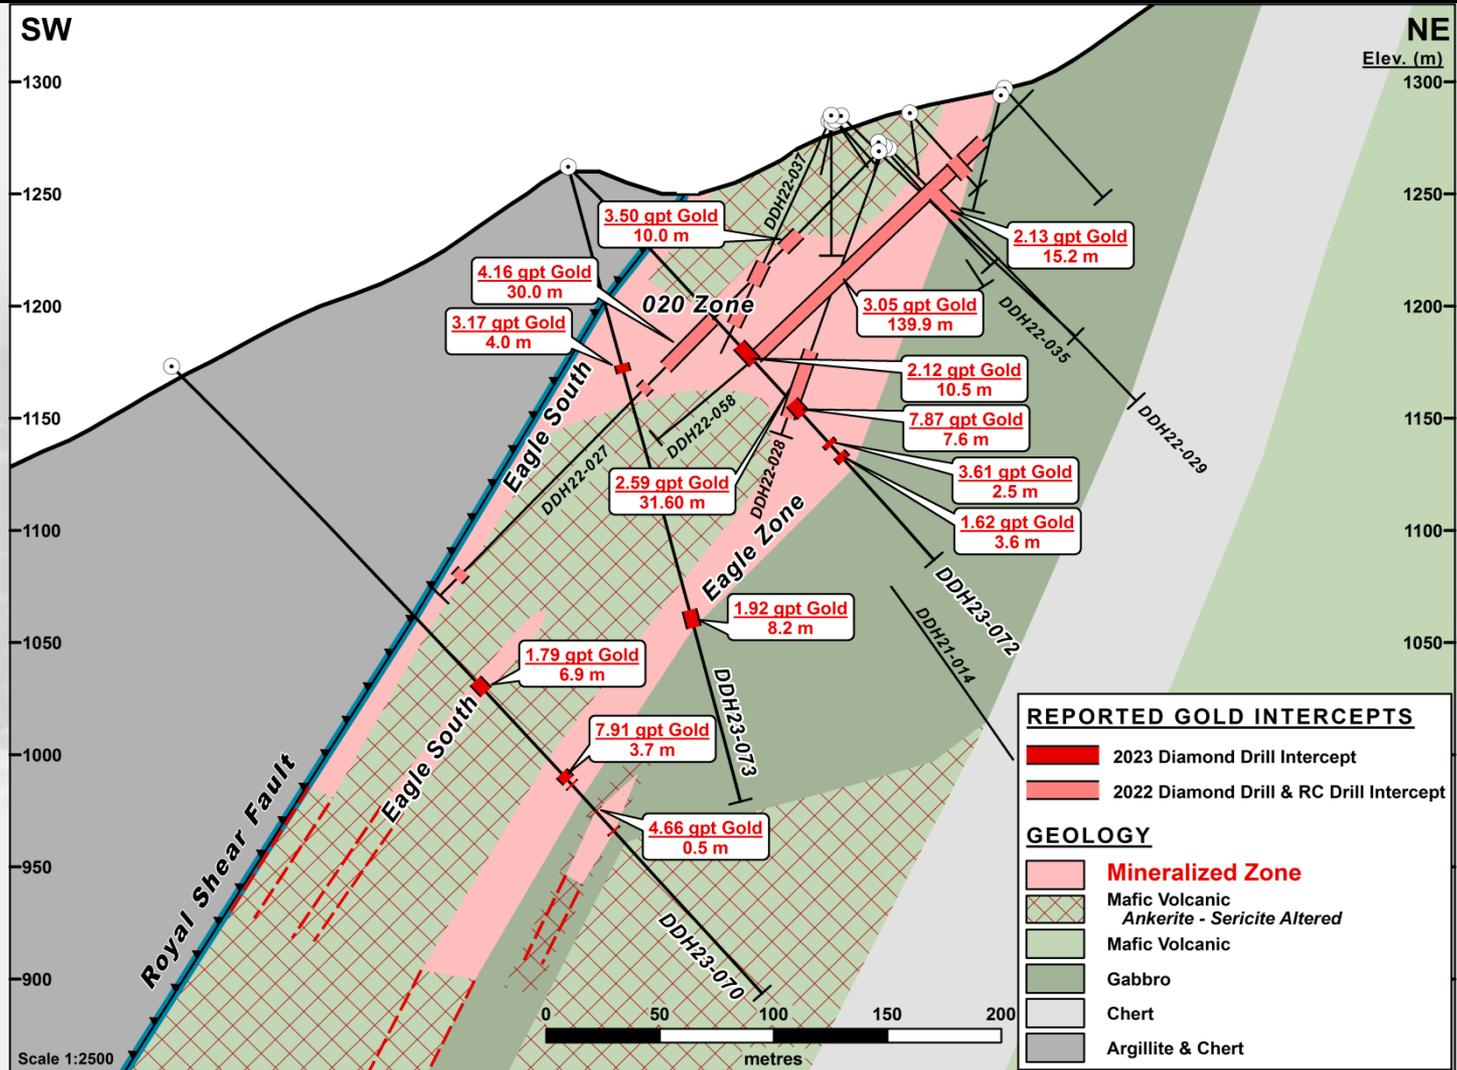 SW
NE
Elev. (m)
1300
1300
1250
1250
1200
1200
1150
1150
1100
1100
1050
1050
1000
950
900
DDH22-037
3.50 gpt Gold
10.0 m
2.13 gpt Gold
15.2 m
4.16 gpt Gold
30.0 m
020 Zone
3.05 gpt Gold
139.9 m
DDH22-035
3.17 gpt Gold
4.0 m
2.12 gpt Gold
10.5 m
Eagle South
DDH22-058
7.87 gpt Gold
7.6 m
DDH22-029
DDH22-027
DDH22-028
3.61 gpt Gold
2.5 m
2.59 gpt Gold
31.60 m
1.62 gpt Gold
3.6 m
Eagle Zone
DDH23-072
1.92 gpt Gold
8.2 m
DDH21-014
1.79 gpt Gold
6.9 m
DDH23-073
Eagle South
7.91 gpt Gold
3.7 m
4.66 gpt Gold
0.5 m
Royal Shear Fault
DDH23-070
REPORTED GOLD INTERCEPTS
2023 Diamond Drill Intercept
2022 Diamond Drill & RC Drill Intercept
GEOLOGY
Mineralized Zone
Mafic Volcanic
Ankerite - Sericite Altered
Mafic Volcanic
Gabbro
Chert
Argillite & Chert
0 50 100 150 200
metres
Scale 1:2500